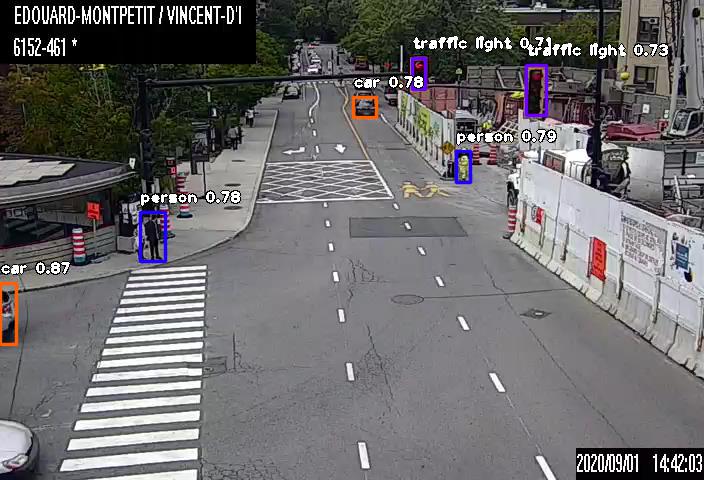 EDOUARD-MONTPETIT / VINCENT-D'I
6152-461 *
traffic light 0.71
traffic light 0.73
car 0.78
person 0.79
person 0.78
car 0.87
2020/09/01 14:42:03